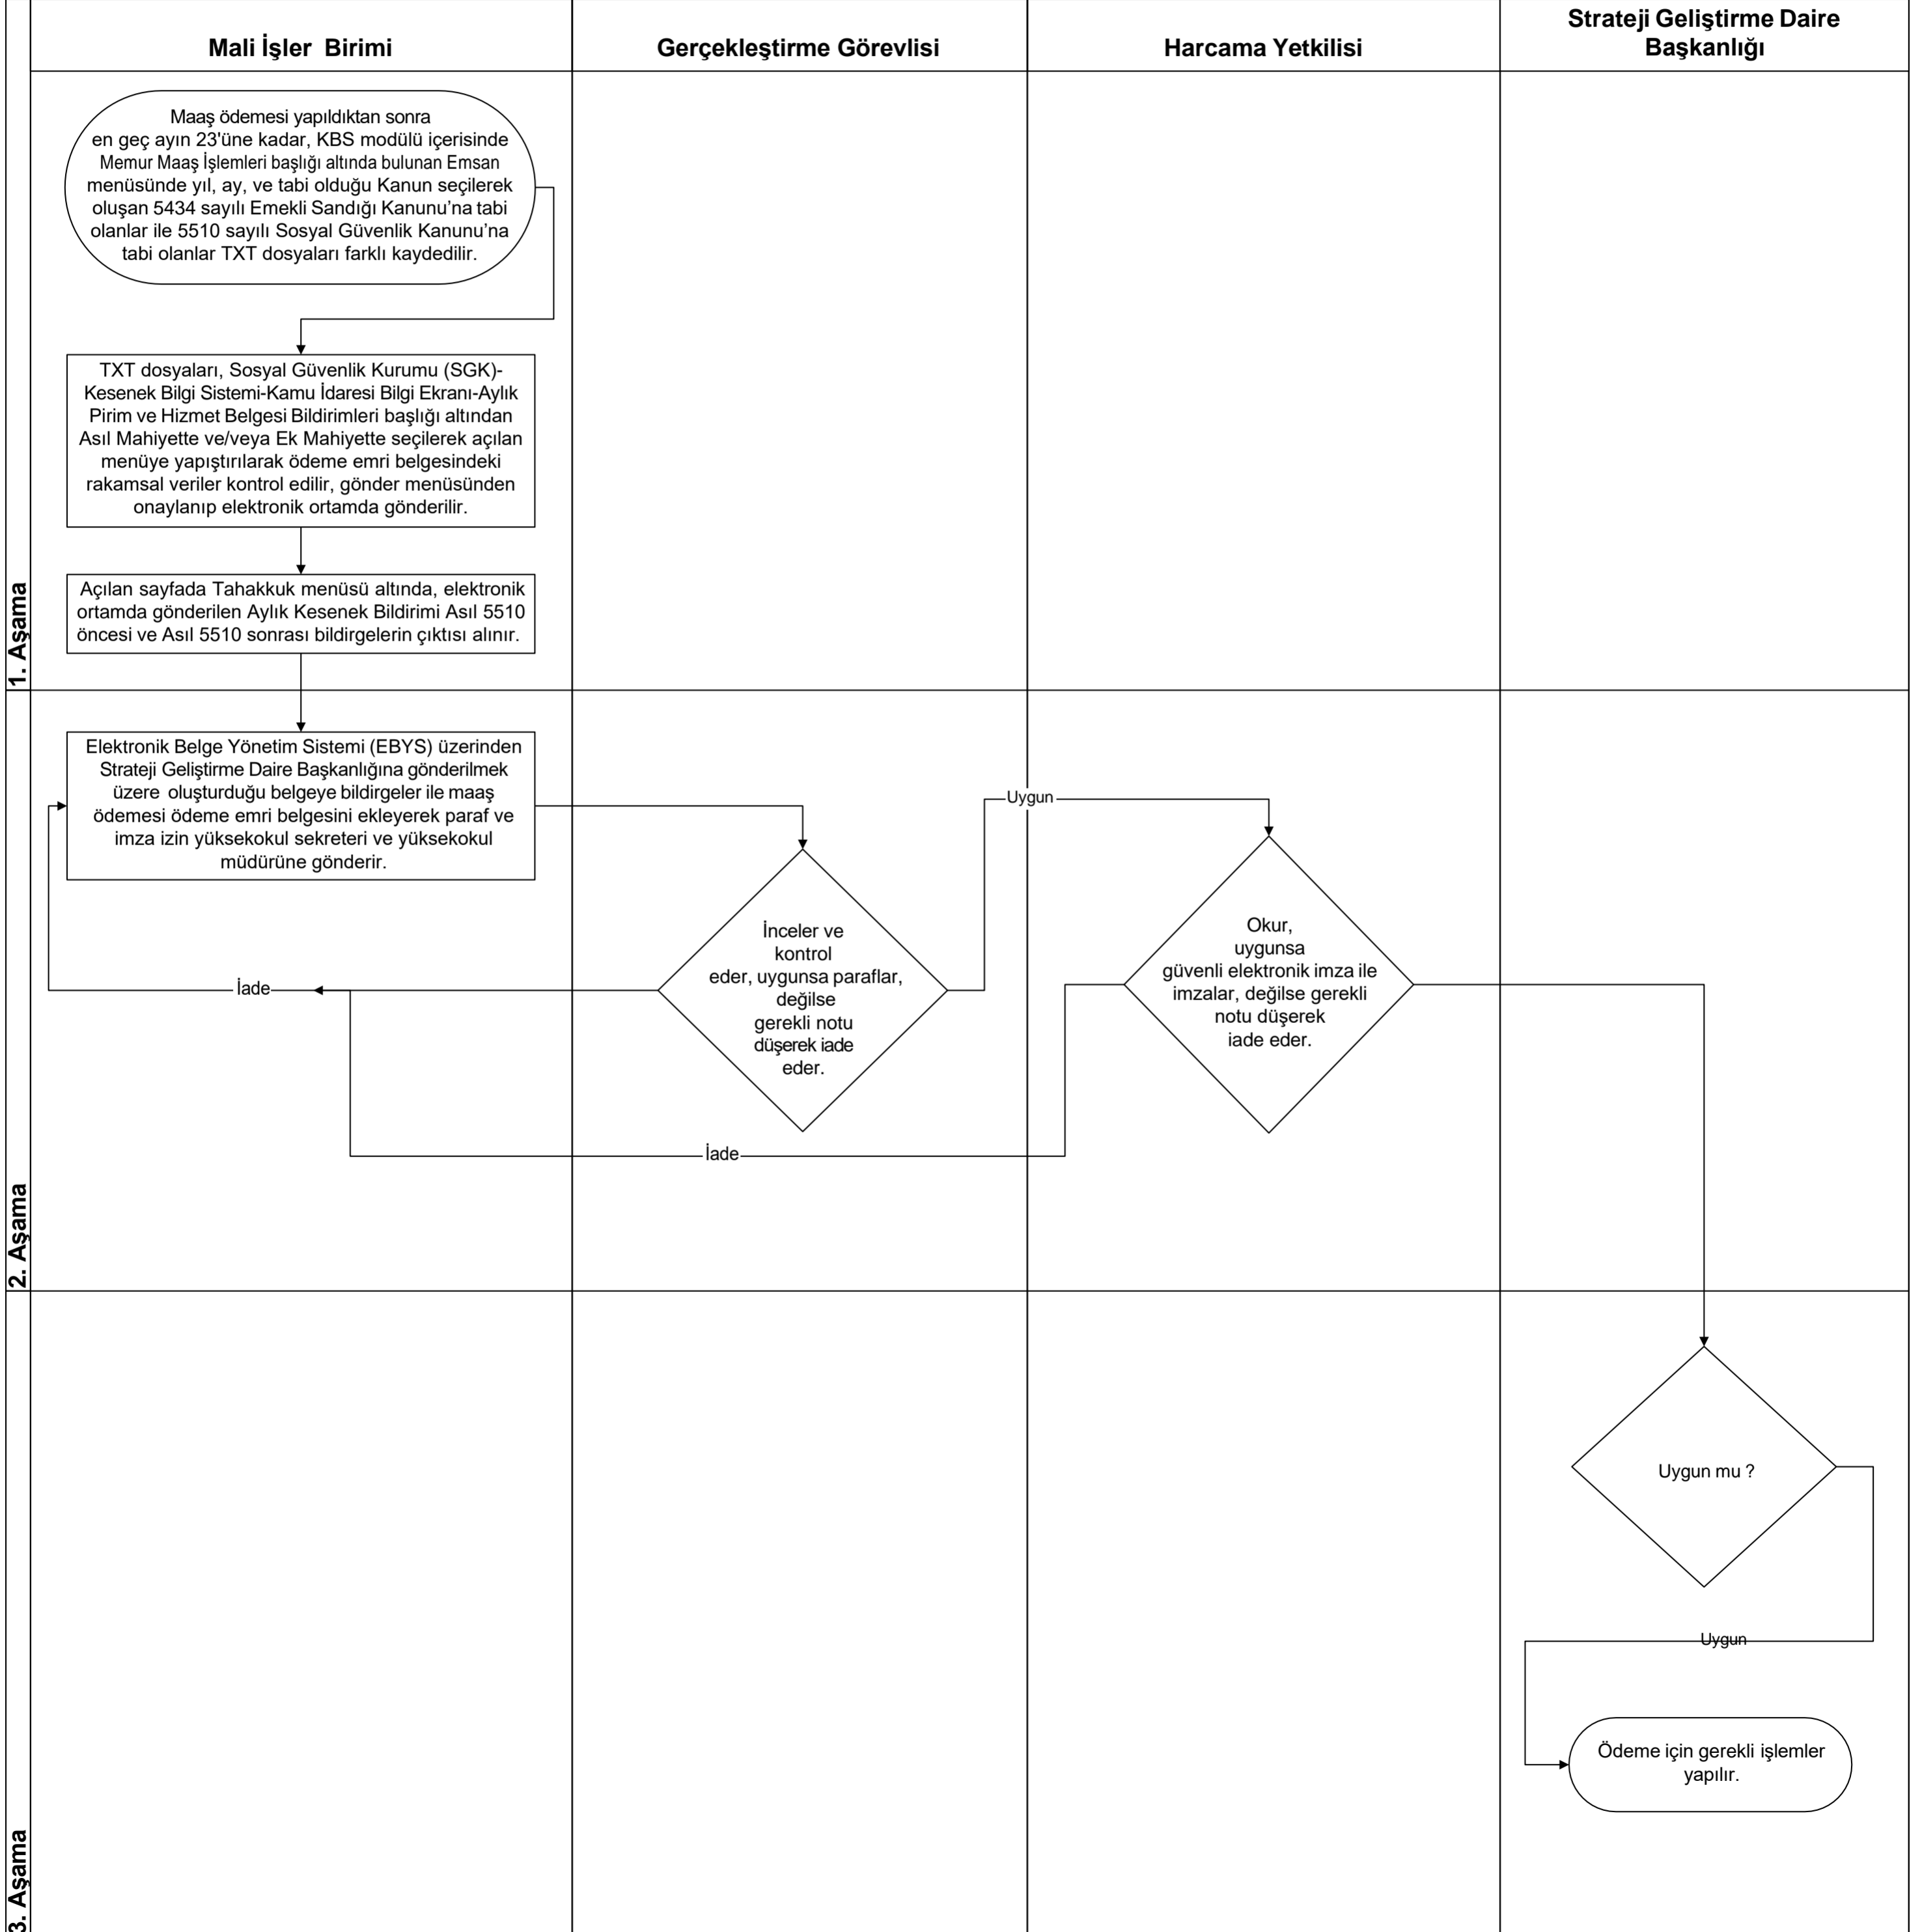 Mali İşler Birimi
Gerçekleştirme Görevlisi
Harcama Yetkilisi
Strateji Geliştirme Daire
Başkanlığı
1. Aşama
Maaş ödemesi yapıldıktan sonra
en geç ayın 23'üne kadar, KBS modülü içerisinde
Memur Maaş İşlemleri başlığı altında bulunan Emsan
menüsünde yıl, ay, ve tabi olduğu Kanun seçilerek
oluşan 5434 sayılı Emekli Sandığı Kanunu’na tabi
olanlar ile 5510 sayılı Sosyal Güvenlik Kanunu’na
tabi olanlar TXT dosyaları farklı kaydedilir.
TXT dosyaları, Sosyal Güvenlik Kurumu (SGK)-
Kesenek Bilgi Sistemi-Kamu İdaresi Bilgi Ekranı-Aylık
Pirim ve Hizmet Belgesi Bildirimleri başlığı altından
Asıl Mahiyette ve/veya Ek Mahiyette seçilerek açılan
menüye yapıştırılarak ödeme emri belgesindeki
rakamsal veriler kontrol edilir, gönder menüsünden
onaylanıp elektronik ortamda gönderilir.
Açılan sayfada Tahakkuk menüsü altında, elektronik
ortamda gönderilen Aylık Kesenek Bildirimi Asıl 5510
öncesi ve Asıl 5510 sonrası bildirgelerin çıktısı alınır.
2. Aşama
Elektronik Belge Yönetim Sistemi (EBYS) üzerinden
Strateji Geliştirme Daire Başkanlığına gönderilmek
üzere oluşturduğu belgeye bildirgeler ile maaş
ödemesi ödeme emri belgesini ekleyerek paraf ve
imza izin yüksekokul sekreteri ve yüksekokul
müdürüne gönderir.
İnceler ve
kontrol
eder, uygunsa paraflar,
değilse
gerekli notu
düşerek iade
eder.
Uygun
Okur,
uygunsa
güvenli elektronik imza ile
imzalar, değilse gerekli
notu düşerek
iade eder.
İade
İade
3. Aşama
Uygun mu ?
Uygun
Ödeme için gerekli işlemler
yapılır.